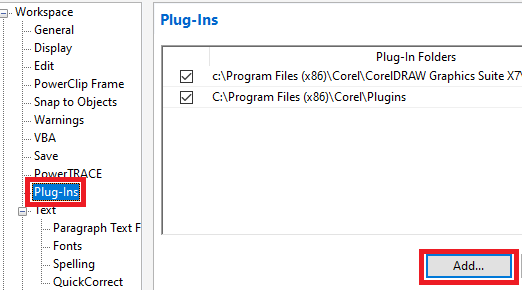 Workspace
General
Display
Edit
PowerClip Frame
Snap to Objects
Warnings
VBA
Save
PowerTRACE
Plug-Ins
Text
Paragraph Text F
Fonts
Spelling
QuickCorrect
Plug-Ins
Plug-In Folders
c:\Program Files (x86)\Corel\CorelDRAW Graphics Suite X7\
C:\Program Files (x86)\Corel\Plugins
Add...